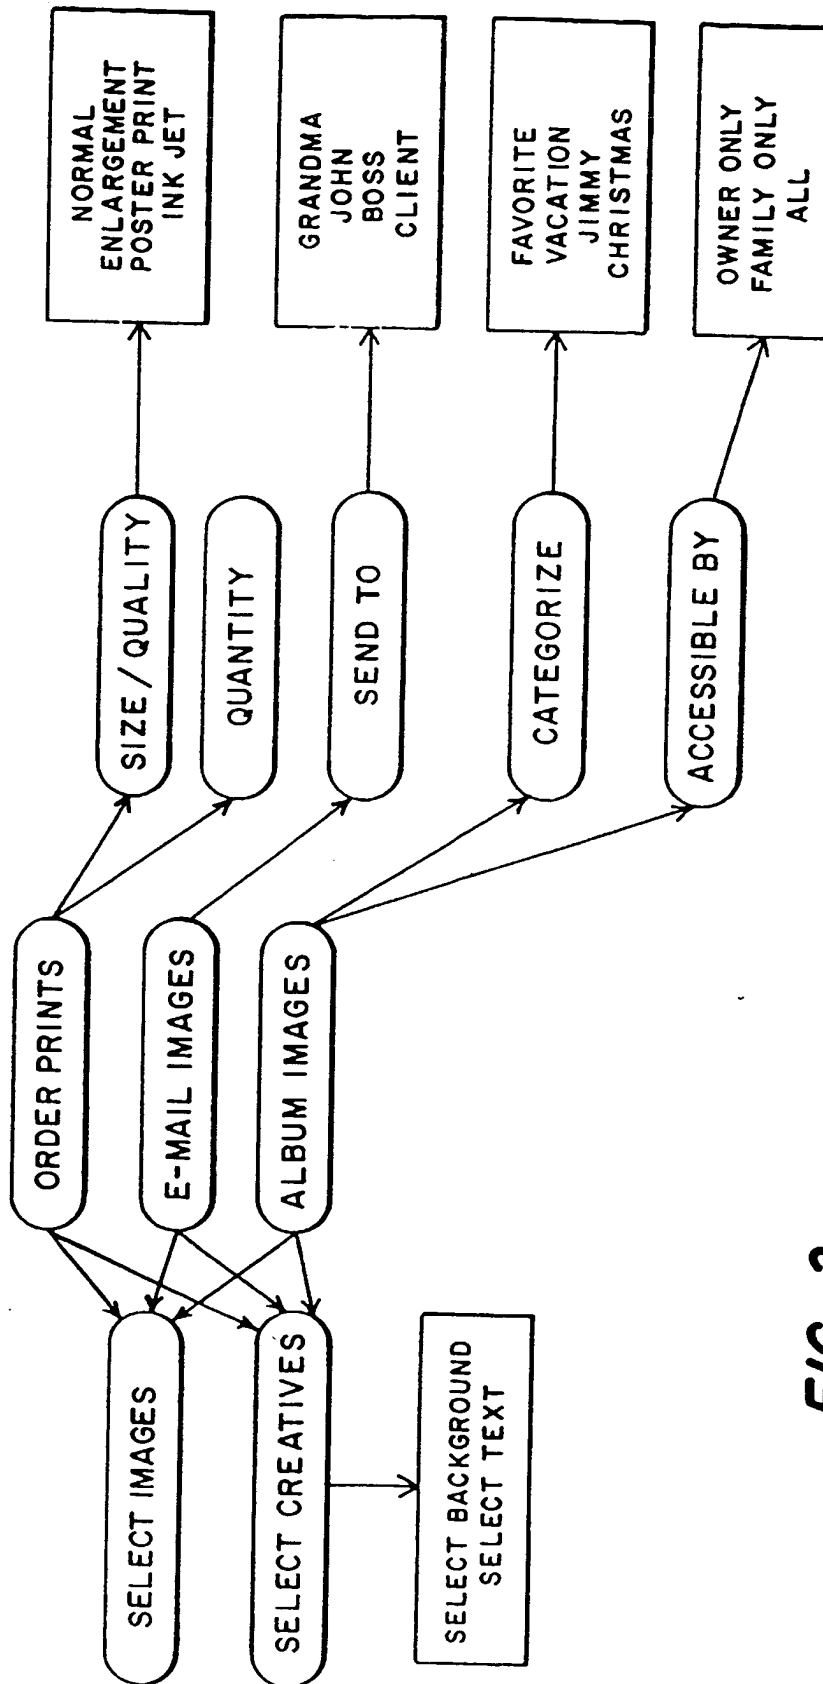 SELECT IMAGES
SELECT CREATIVES
SELECT BACKGROUND
SELECT TEXT
ORDER PRINTS
E-MAIL IMAGES
ALBUM IMAGES
SIZE / QUALITY
QUANTITY
SEND TO
CATEGORIZE
ACCESSIBLE BY
NORMAL
ENLARGEMENT
POSTER PRINT
INK JET
GRANDMA
JOHN
BOSS
CLIENT
FAVORITE
VACATION
JIMMY
CHRISTMAS
OWNER ONLY
FAMILY ONLY
ALL
FIG.